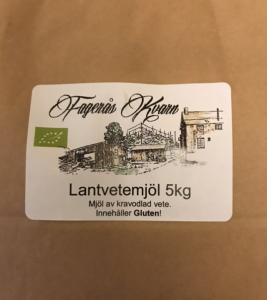 Fagerås Kvarn
Lantvetemjöl 5kg
Mjöl av kravodlad vete.
Innehåller Gluten!